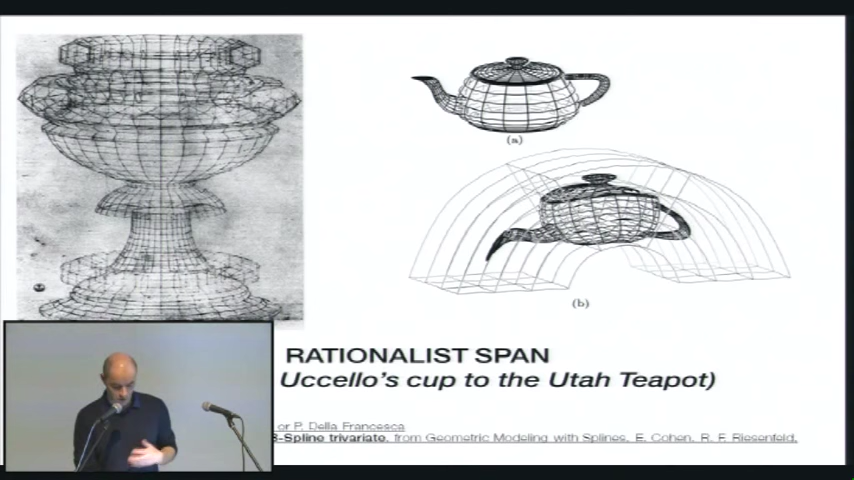 (a)
(b)
RATIONALIST SPAN
Uccello's cup to the Utah Teapot)
or P. Della Francesca
B-Spline trivariate, from Geometric Modeling with Splines, E. Cohen, R. F. Riesenfeld,